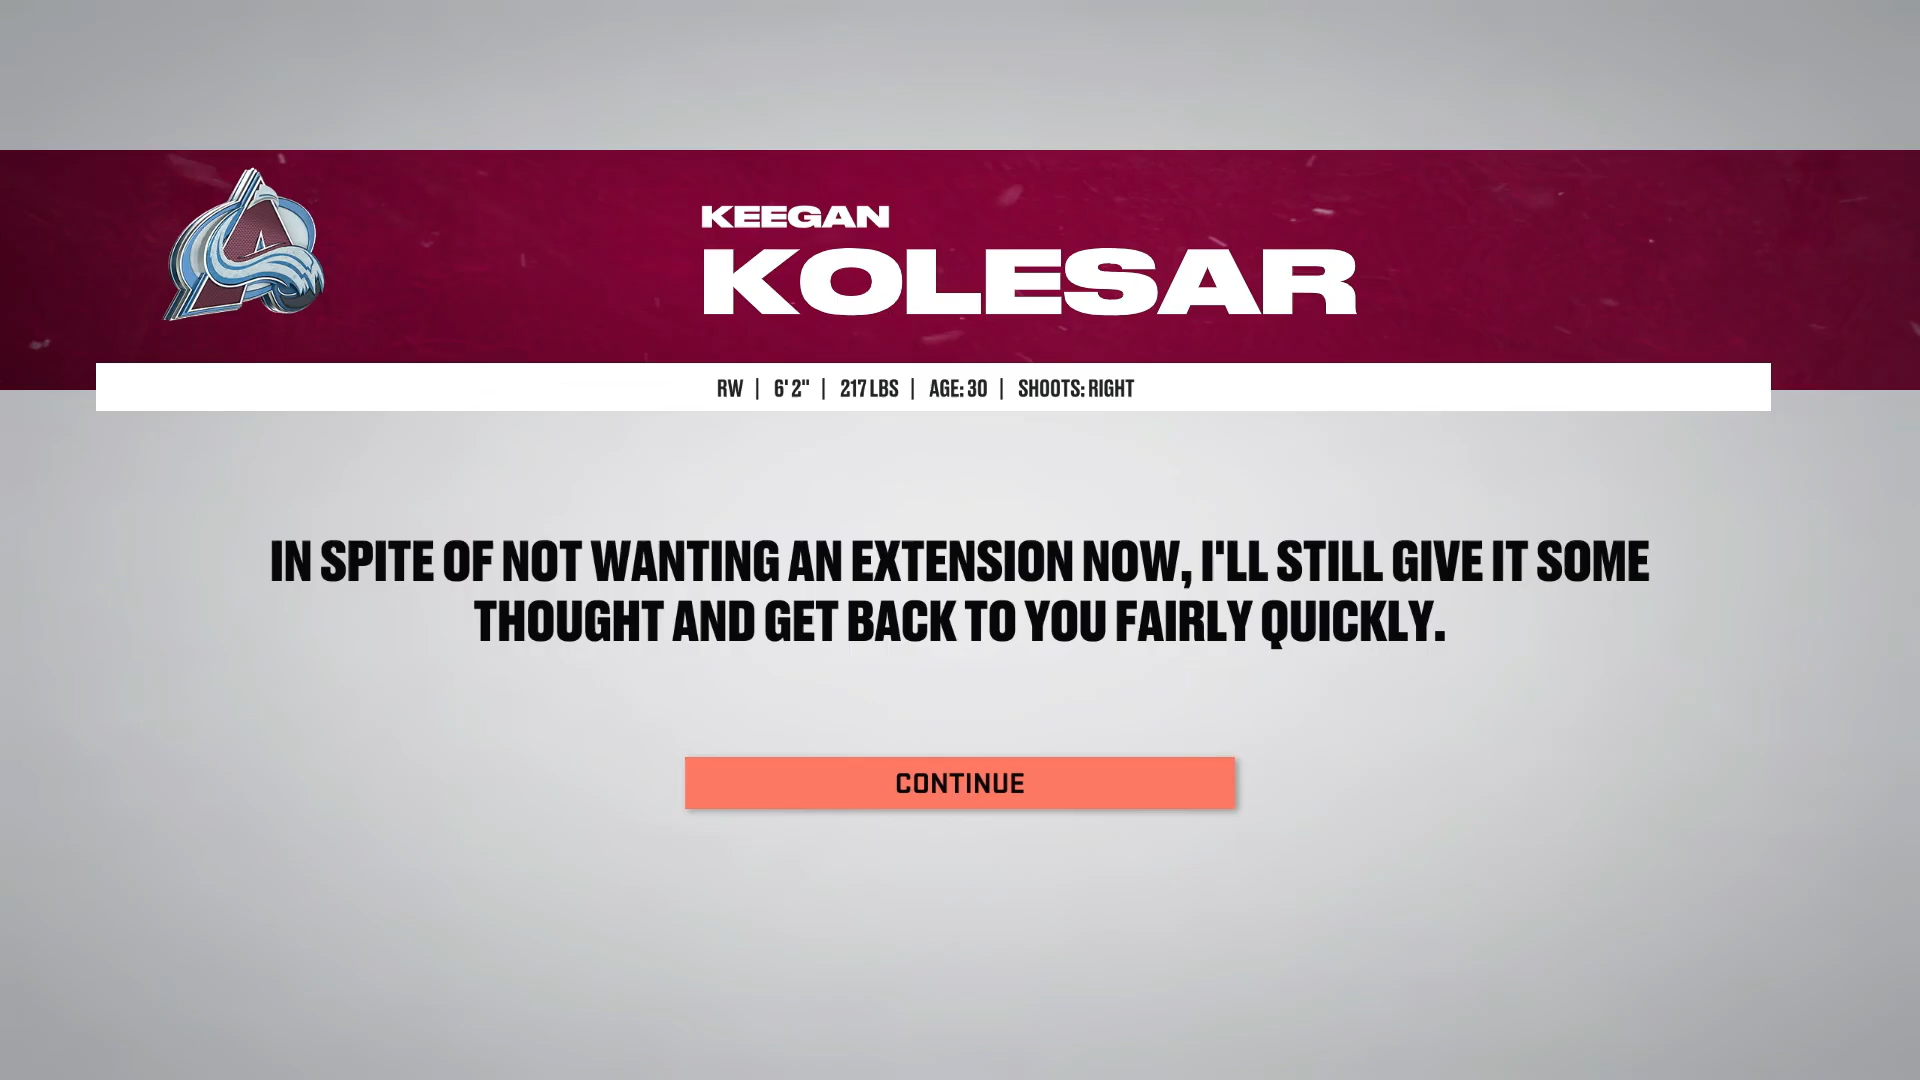 KEEGAN
KOLESAR
RW | 6' 2" | 217 LBS | AGE: 30 | SHOOTS: RIGHT
IN SPITE OF NOT WANTING AN EXTENSION NOW, I'LL STILL GIVE IT SOME
THOUGHT AND GET BACK TO YOU FAIRLY QUICKLY.
CONTINUE